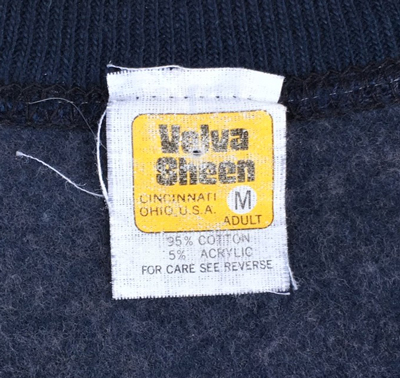 Velva
Sheen
CINCINNATI
OHIO, U.S.A.
M
ADULT
95% COTTON
5% ACRYLIC
FOR CARE SEE REVERSE